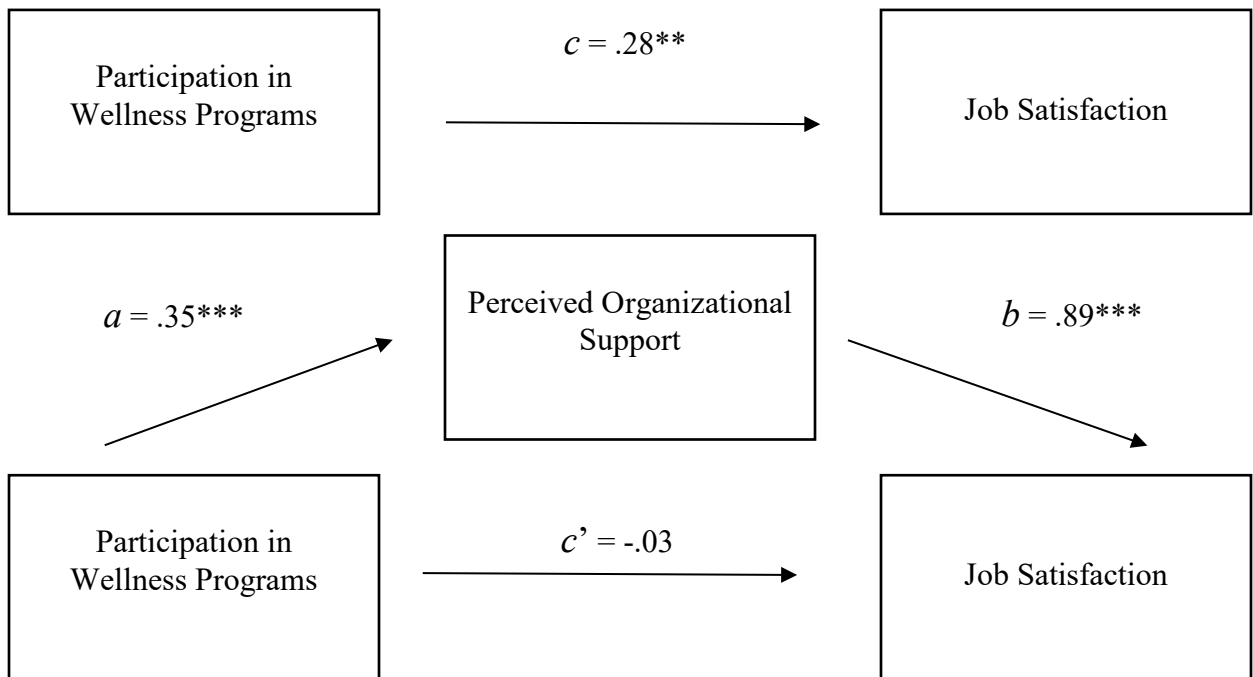 Participation in
Wellness Programs
c = .28**
Job Satisfaction
a = .35***
Perceived Organizational
Support
b = .89***
Participation in
Wellness Programs
c’ = -.03
Job Satisfaction